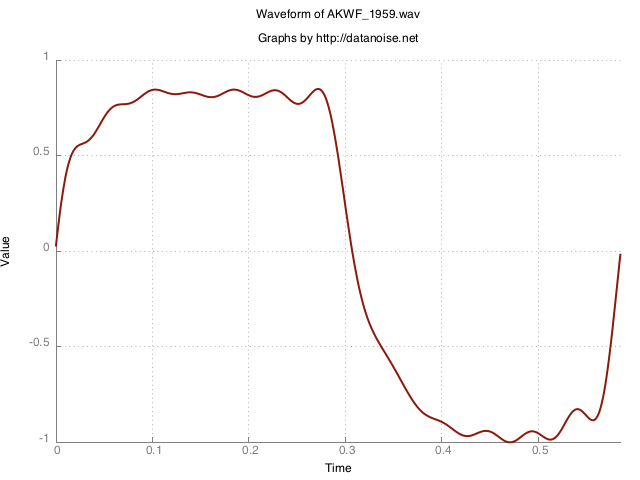 Waveform of AKWF_1959.wav
Graphs by http://datanoise.net
1
0.5
0
-0.5
-1
Value
0 0.1 0.2 0.3 0.4 0.5
Time